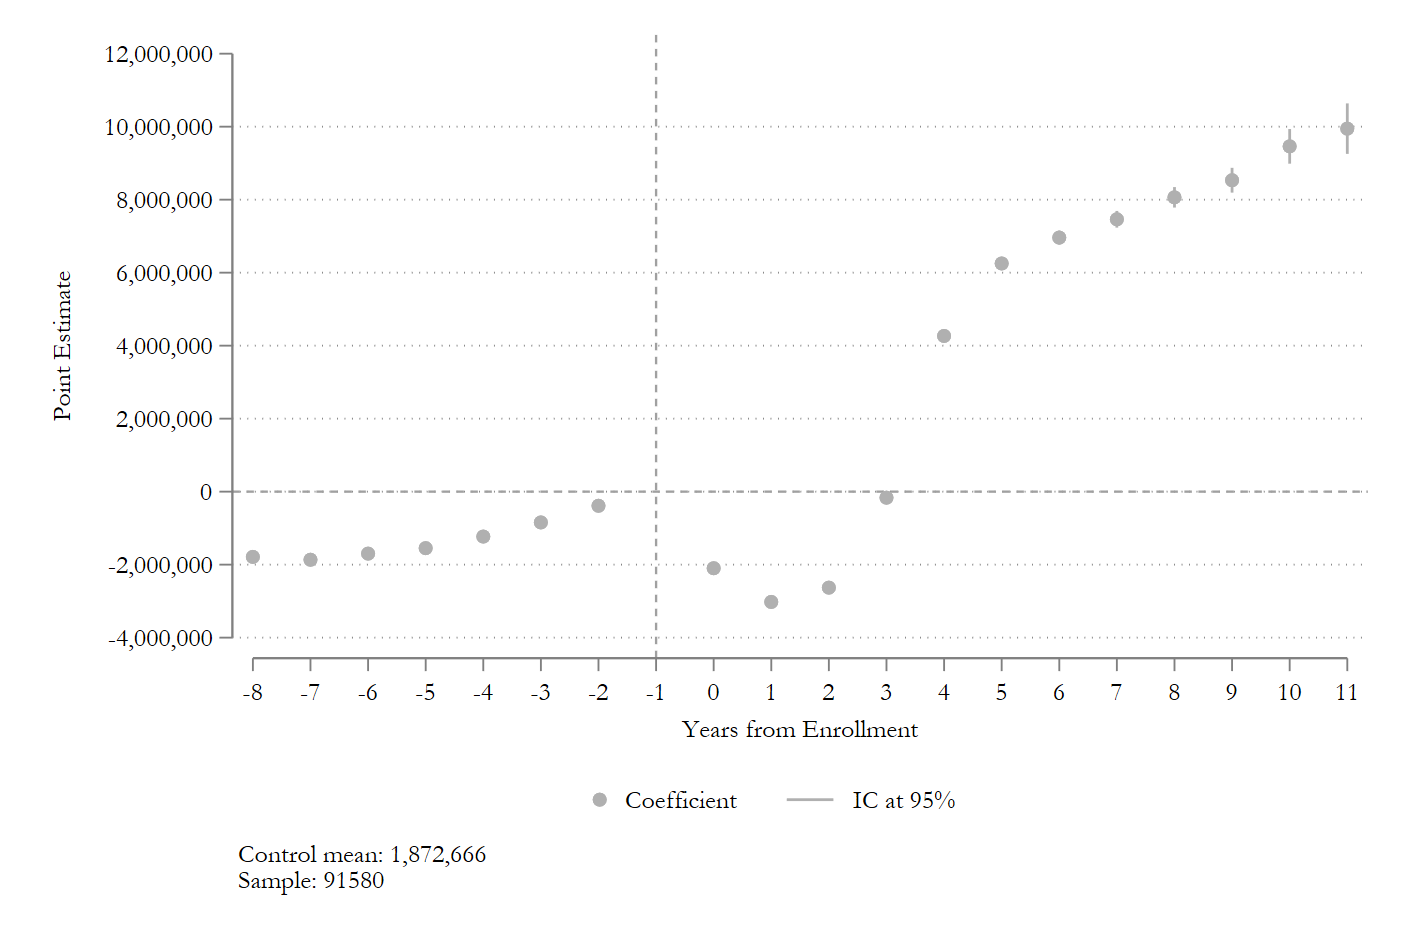 12,000,000
10,000,000
8,000,000
6,000,000
4,000,000
2,000,000
0
-2,000,000
-4,000,000
Point Estimate
-8 -7 -6 -5 -4 -3 -2 -1 0 1 2 3 4 5 6 7 8 9 10 11
Years from Enrollment
Coefficient IC at 95%
Control mean: 1,872,666
Sample: 91580